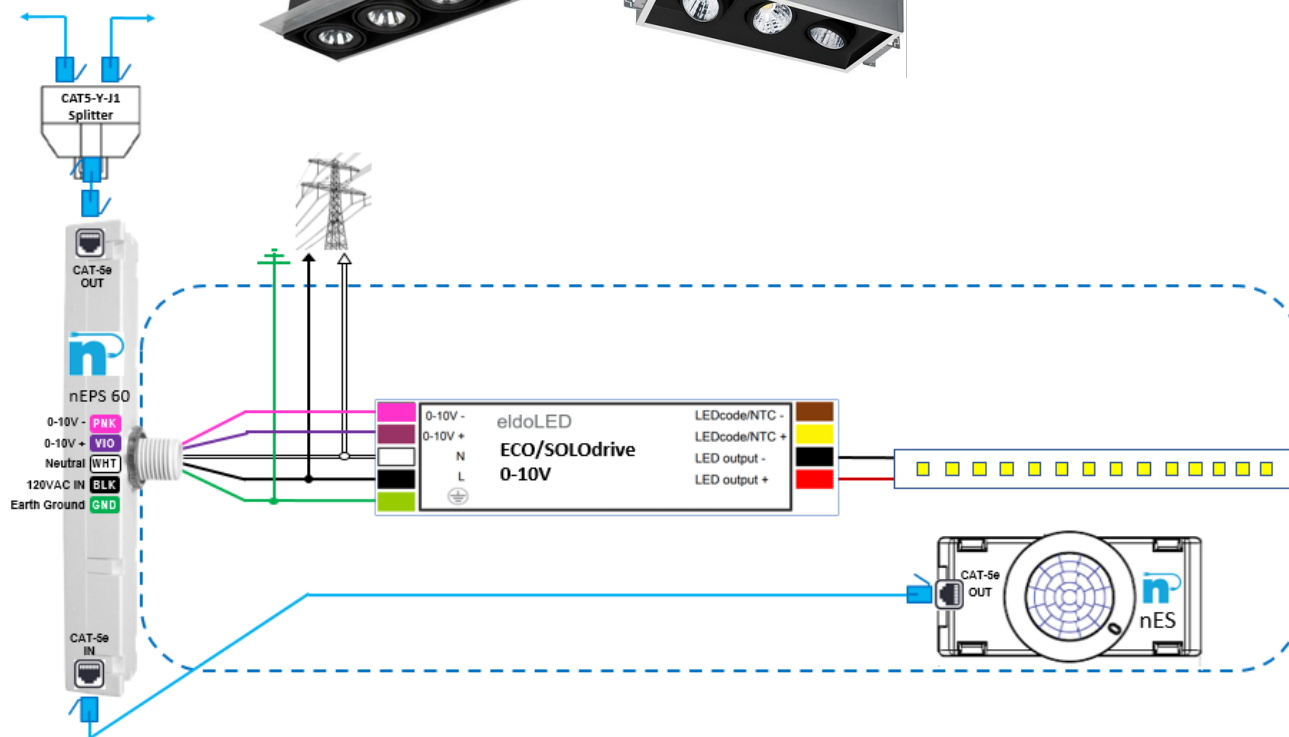 CAT5-Y-J1
Splitter
CAT-5e
OUT
n
nEPS 60
0-10V - PNK
0-10V + VIO
Neutral WHT
120VAC IN BLK
Earth Ground GND
CAT-5e
IN
0-10V -
0-10V +
N
L
eldoLED
ECO/SOLOdrive
0-10V
LEDcode/NTC -
LEDcode/NTC +
LED output -
LED output +
CAT-5e
OUT
n
nES